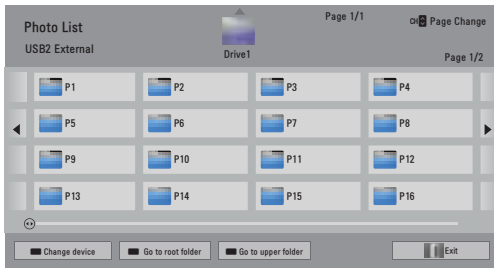 Photo List
USB2 External
Drive1
Page 1/1
CH Page Change
Page 1/2
P1 P2 P3 P4
P5 P6 P7 P8
P9 P10 P11 P12
P13 P14 P15 P16
Change device Go to root folder Go to upper folder Exit